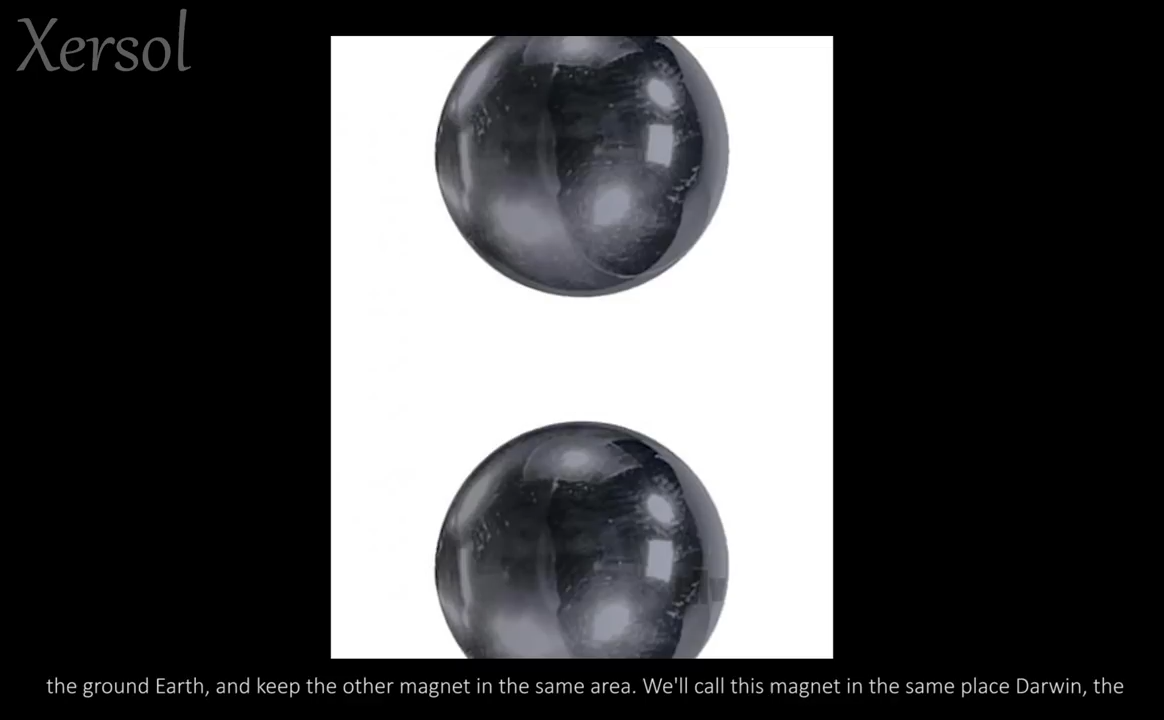 Xersol
the ground Earth, and keep the other magnet in the same area. We'll call this magnet in the same place Darwin, the